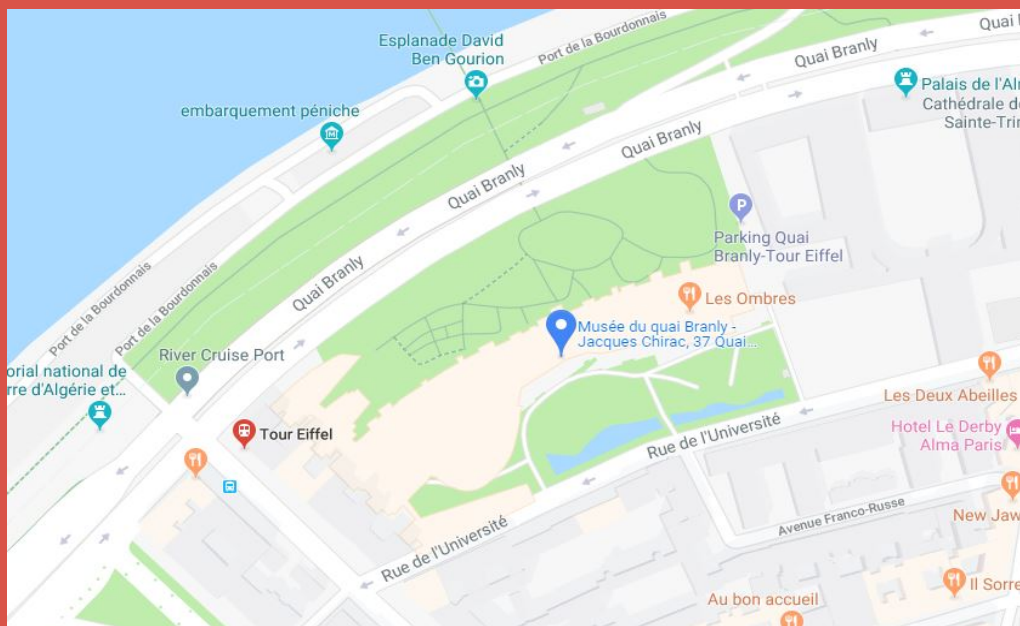 Quai B
Esplanade David
Ben Gourion
Port de la Bourdonnais
Quai Branly
Palais de l'Alm
Cathédrale de
Sainte-Trin
embarquement péniche
Quai Branly
Quai Branly
Parking Quai
Branly-Tour Eiffel
Quai Branly
Port de la Bourdonnais
Port de la Bourdonnais
Les Ombres
Musée du quai Branly -
Jacques Chirac, 37 Quai...
River Cruise Port
orial national de
rre d'Algérie et...
Les Deux Abeilles
Tour Eiffel
Rue de l'Université
Hotel Le Derby
Alma Paris
Avenue Franco-Russe
New Jaw
Rue de l'Université
Il Sorre
Au bon accueil
P